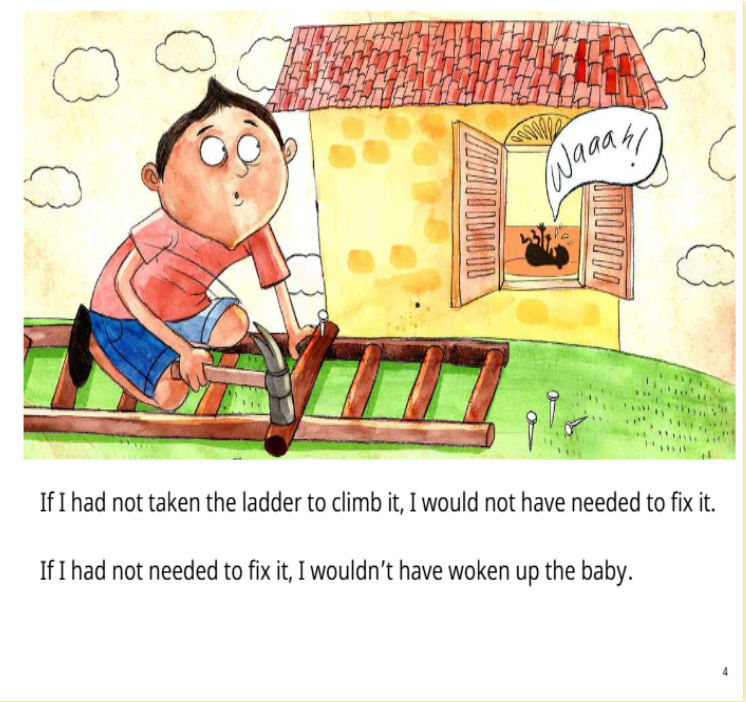 Waaah!
If I had not taken the ladder to climb it, I would not have needed to fix it.
If I had not needed to fix it, I wouldn’t have woken up the baby.
4